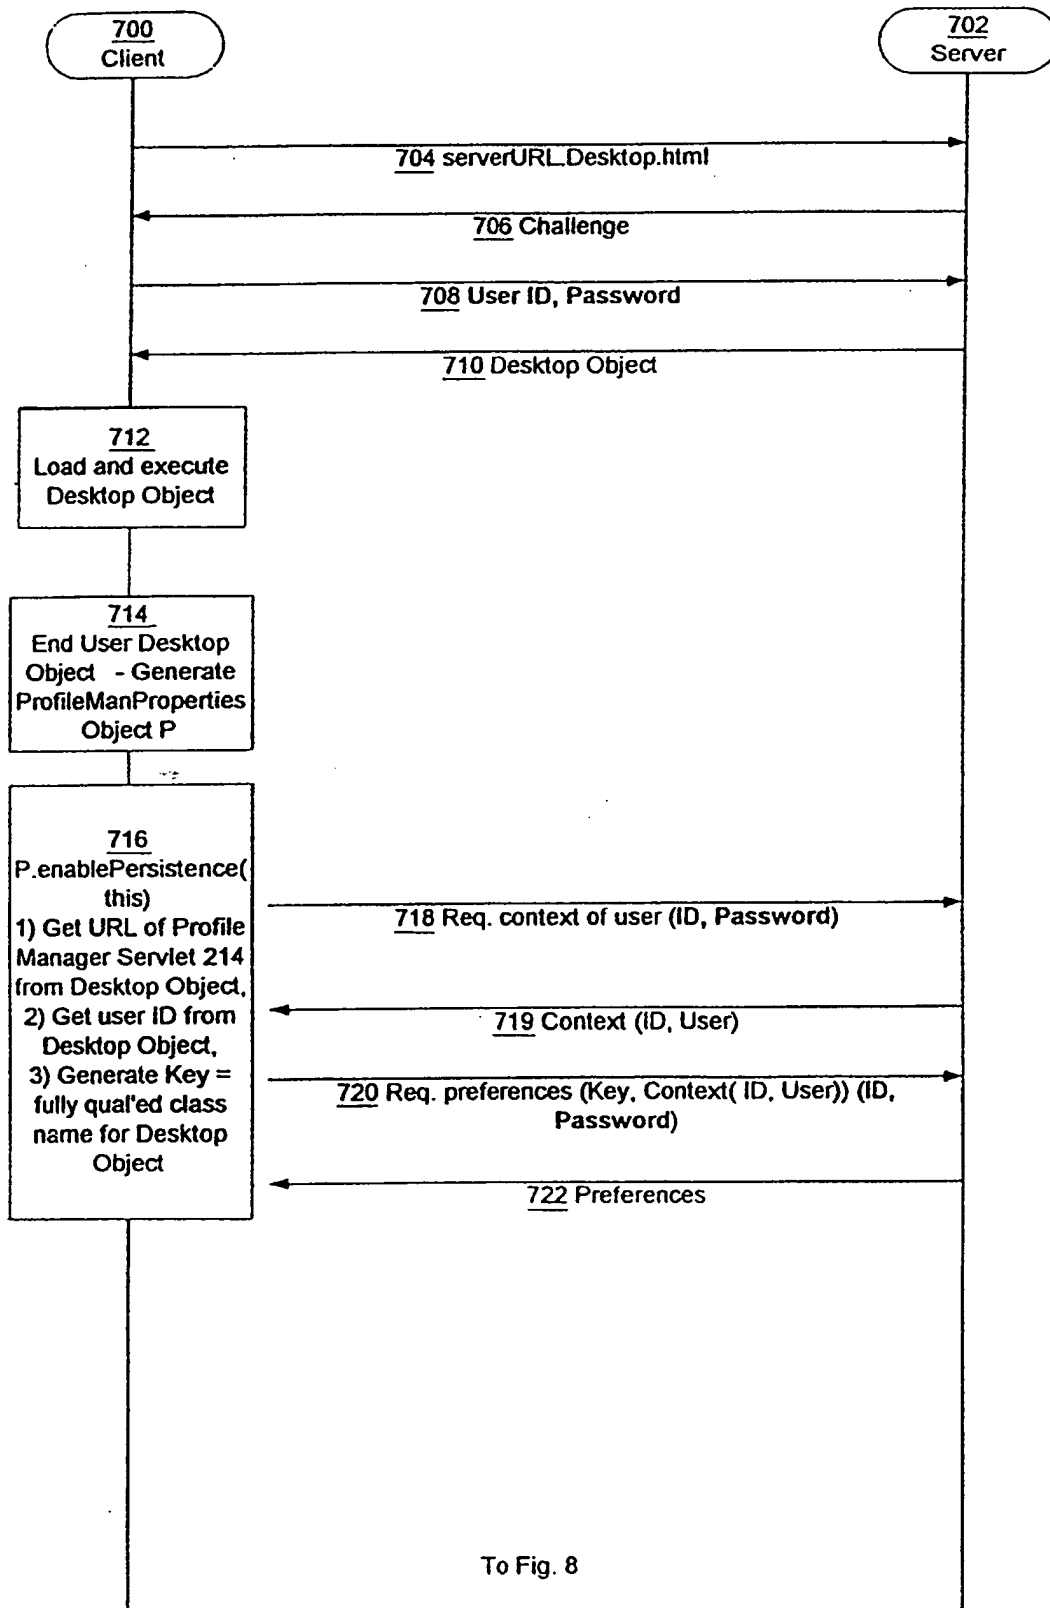 700
Client
702
Server
704 serverURL.Desktop.html
706 Challenge
708 User ID, Password
710 Desktop Object
712
Load and execute
Desktop Object
714
End User Desktop
Object - Generate
ProfileManProperties
Object P
716
P.enablePersistence(
this)
1) Get URL of Profile
Manager Servlet 214
from Desktop Object,
2) Get user ID from
Desktop Object,
3) Generate Key =
fully qual'ed class
name for Desktop
Object
718 Req. context of user (ID, Password)
719 Context (ID, User)
720 Req. preferences (Key, Context( ID, User)) (ID,
Password)
722 Preferences
To Fig. 8